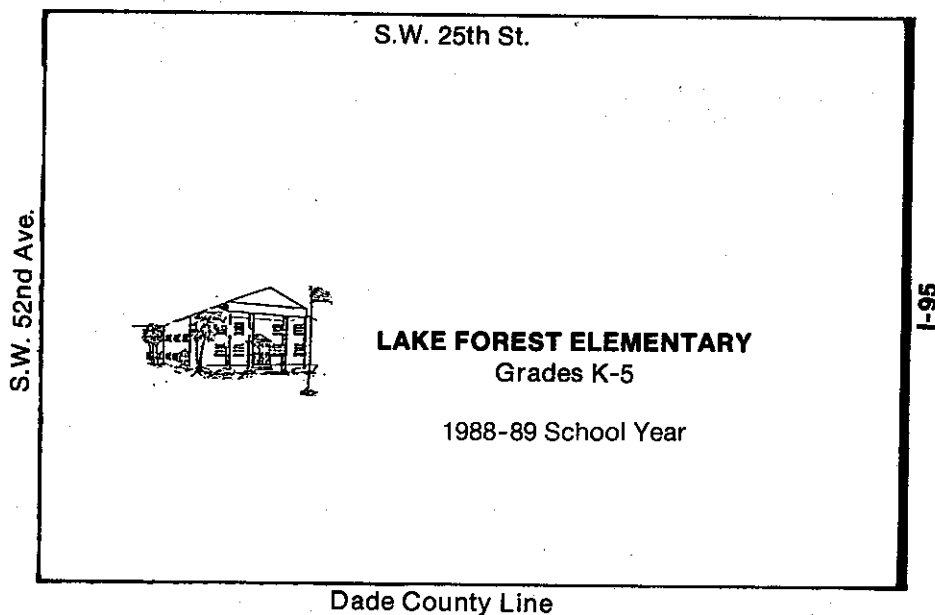 S.W. 25th St.
S.W. 52nd Ave.
I-95
LAKE FOREST ELEMENTARY
Grades K-5
1988-89 School Year
Dade County Line